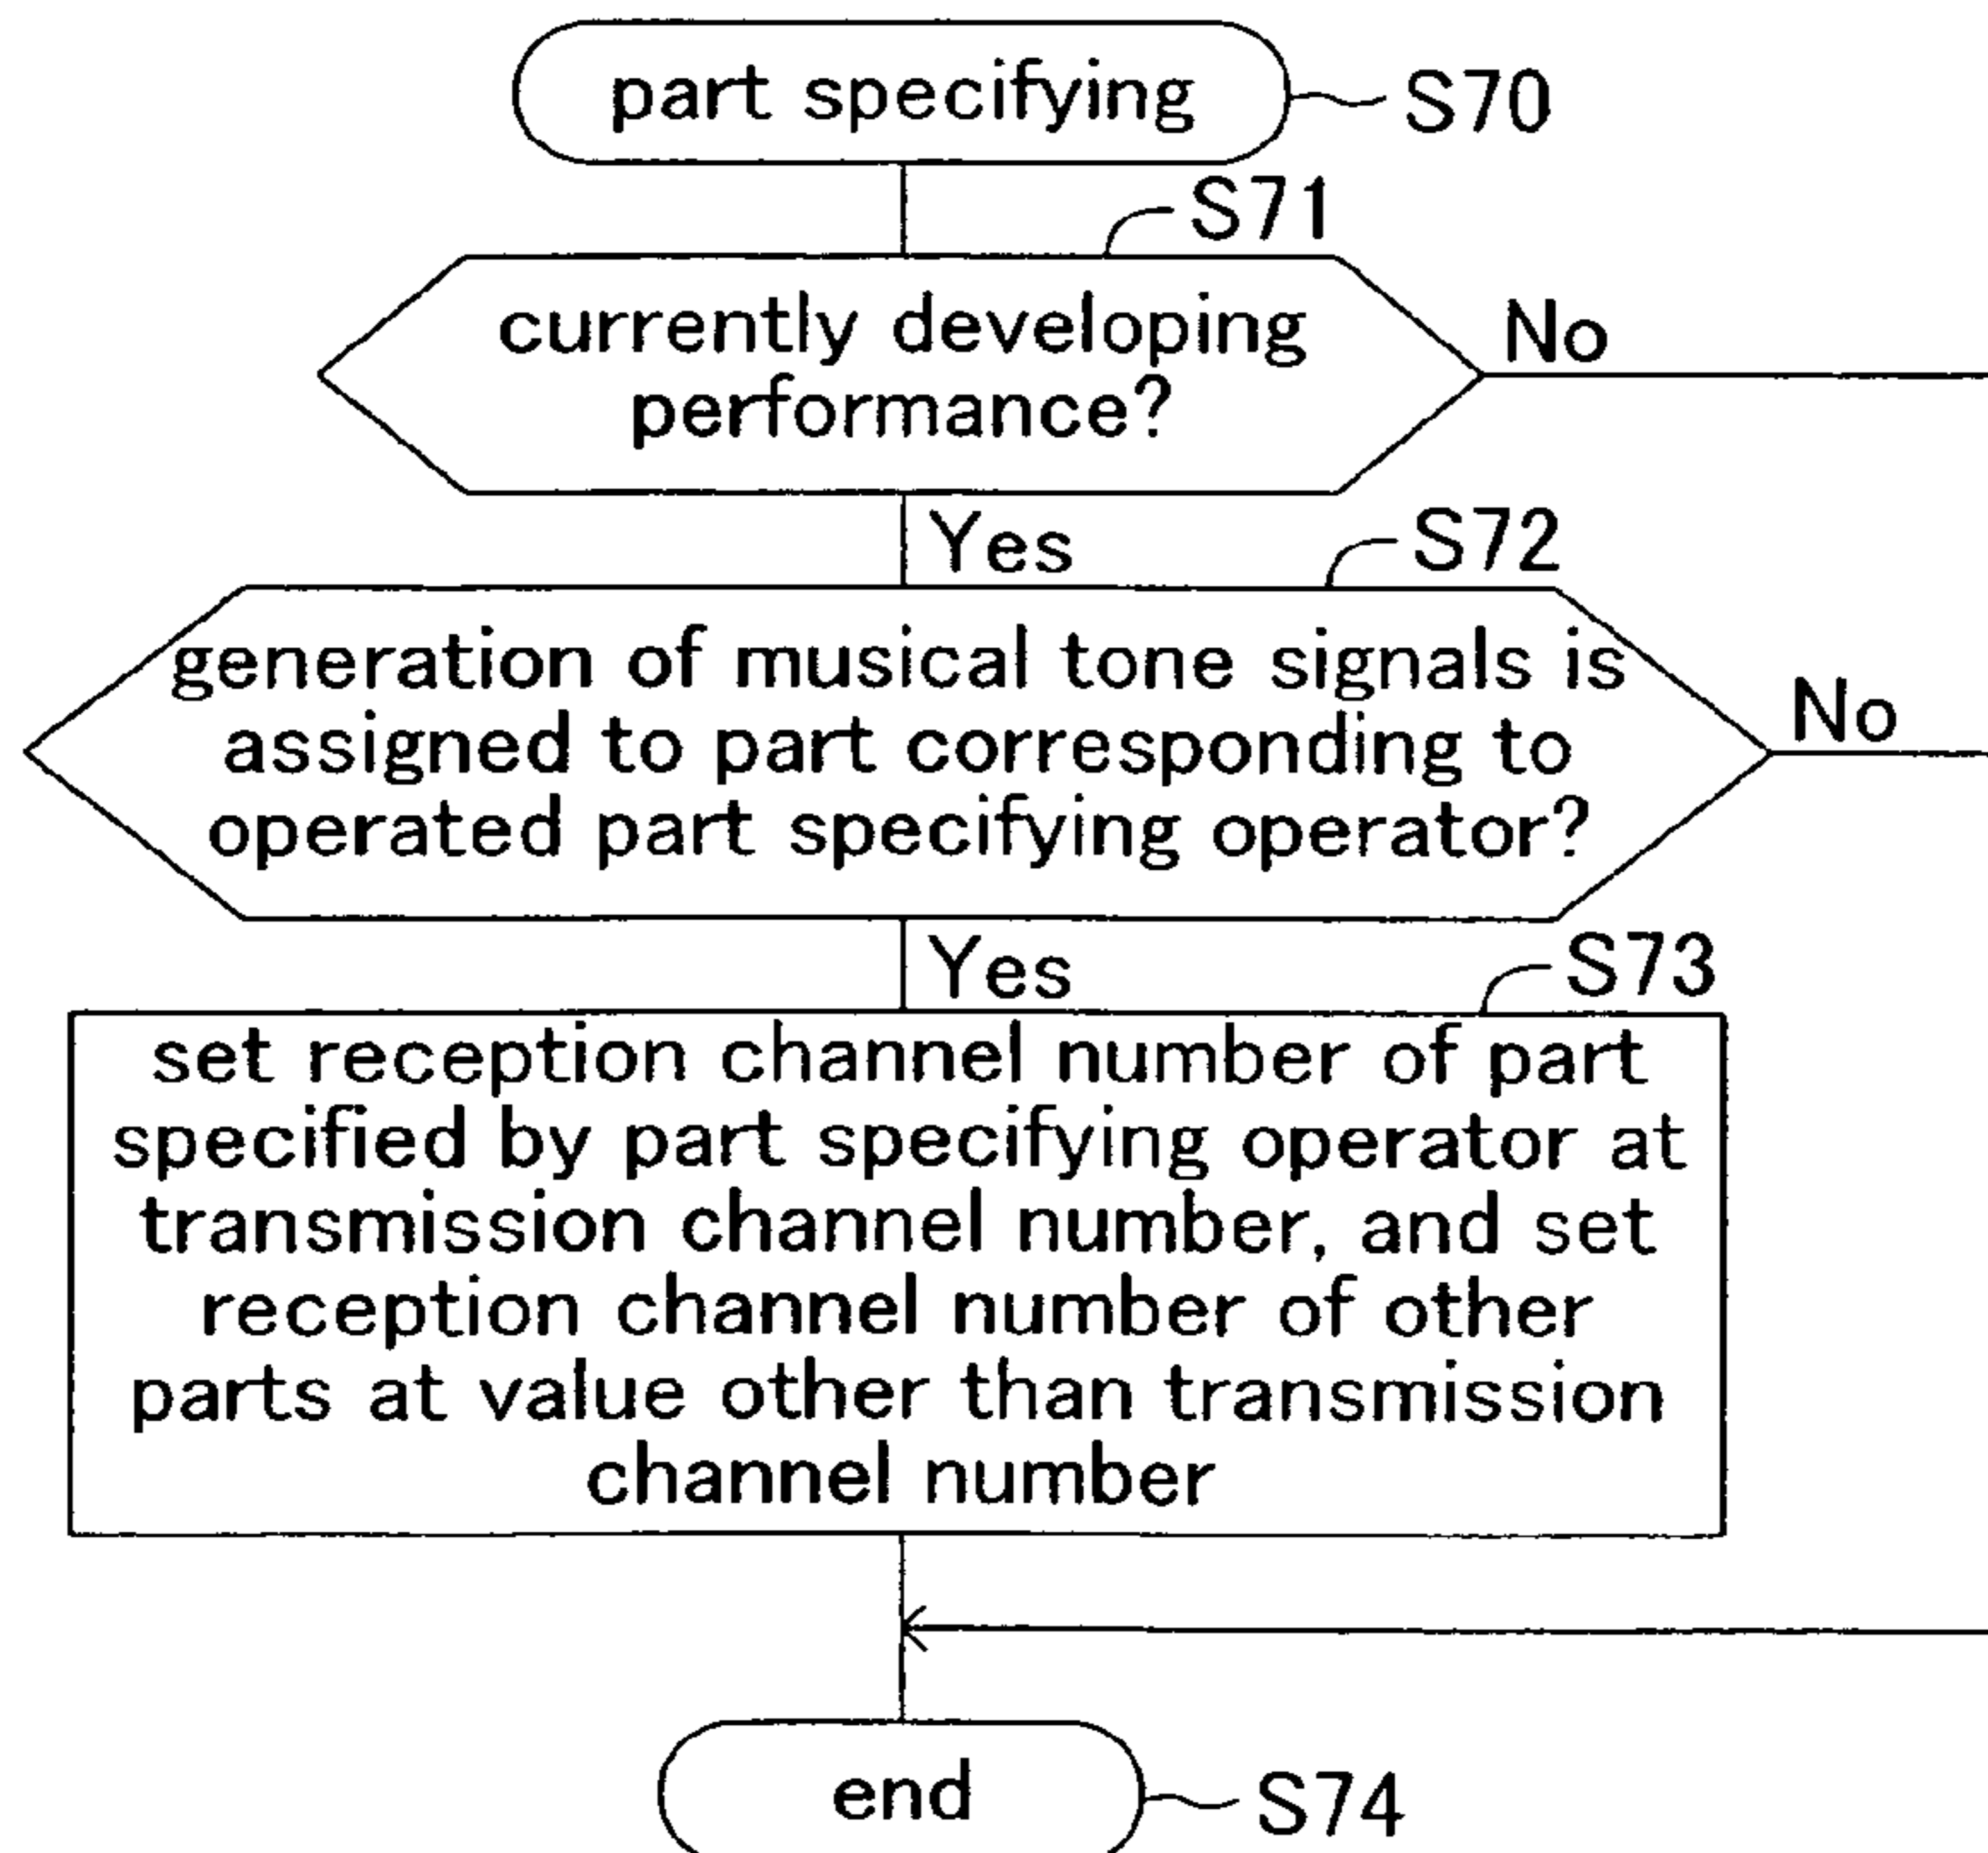 part specifying
S70
S71
currently developing
performance?
No
Yes
S72
generation of musical tone signals is
assigned to part corresponding to
operated part specifying operator?
No
Yes
S73
set reception channel number of part
specified by part specifying operator at
transmission channel number, and set
reception channel number of other
parts at value other than transmission
channel number
end
S74